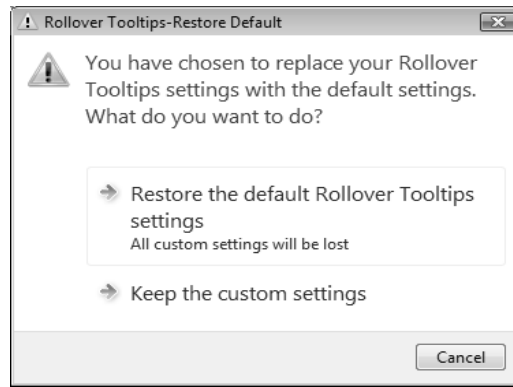 Rollover Tooltips-Restore Default
You have chosen to replace your Rollover
Tooltips settings with the default settings.
What do you want to do?
Restore the default Rollover Tooltips
settings
All custom settings will be lost
Keep the custom settings
Cancel